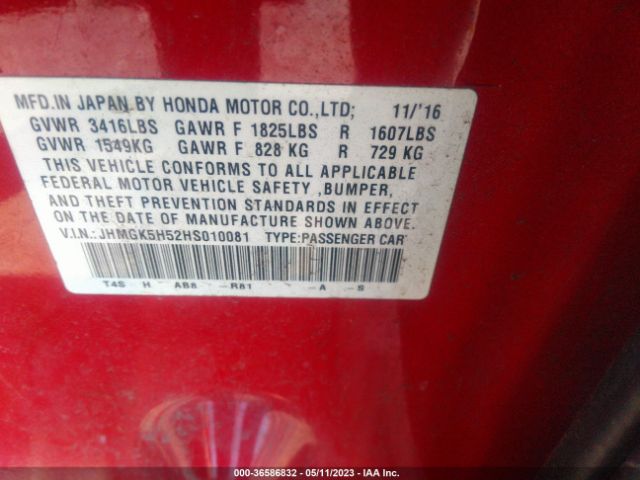 MFD.IN JAPAN BY HONDA MOTOR CO.,LTD; 11/'16
GVWR 3416LBS GAWR F 1825LBS R 1607LBS
GVWR 1549KG GAWR F 828 KG R 729 KG
THIS VEHICLE CONFORMS TO ALL APPLICABLE
FEDERAL MOTOR VEHICLE SAFETY ,BUMPER,
AND THEFT PREVENTION STANDARDS IN EFFECT
ON THE DATE OF MANUFACTURE SHOWN ABOVE.
V.I.N.:JHMGK5H52HS010081 TYPE:PASSENGER CAR
T4S H AB8 -R81 -A -S
000-36586832 - 05/11/2023 - IAA Inc.